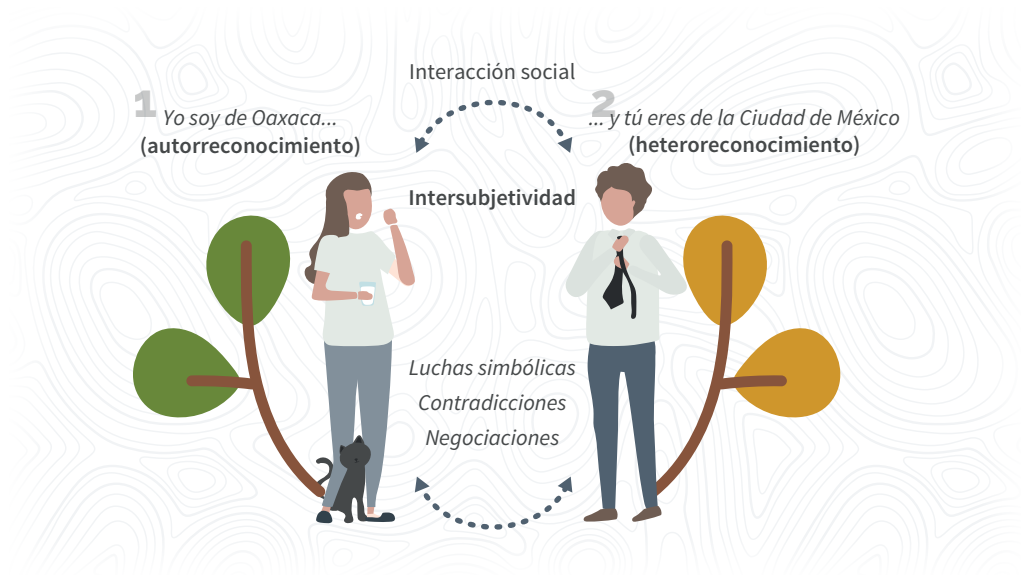 Interacción social
1
Yo soy de Oaxaca...
(autorreconocimiento)
2
... y tú eres de la Ciudad de México
(heteroreconocimiento)
Intersubjetividad
Luchas simbólicas
Contradicciones
Negociaciones